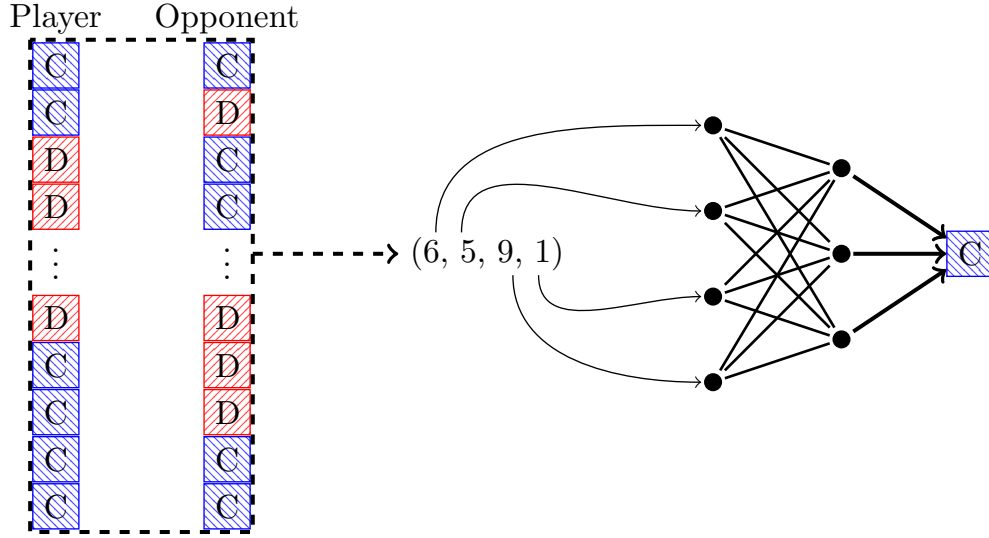 Player Opponent
C C
C D
D C
D C
⋮ ⋮
(6, 5, 9, 1)
C
D D
C D
C D
C C
C C